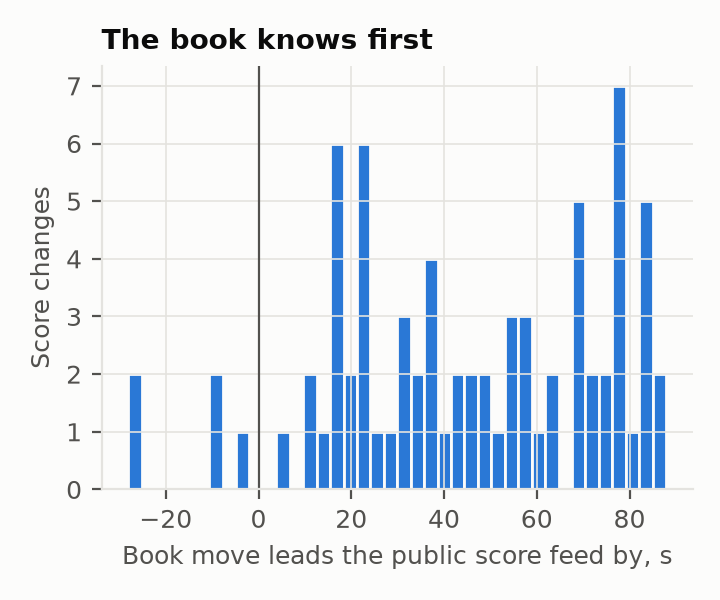 The book knows first
Score changes
7
6
5
4
3
2
1
0
−20 0 20 40 60 80
Book move leads the public score feed by, s